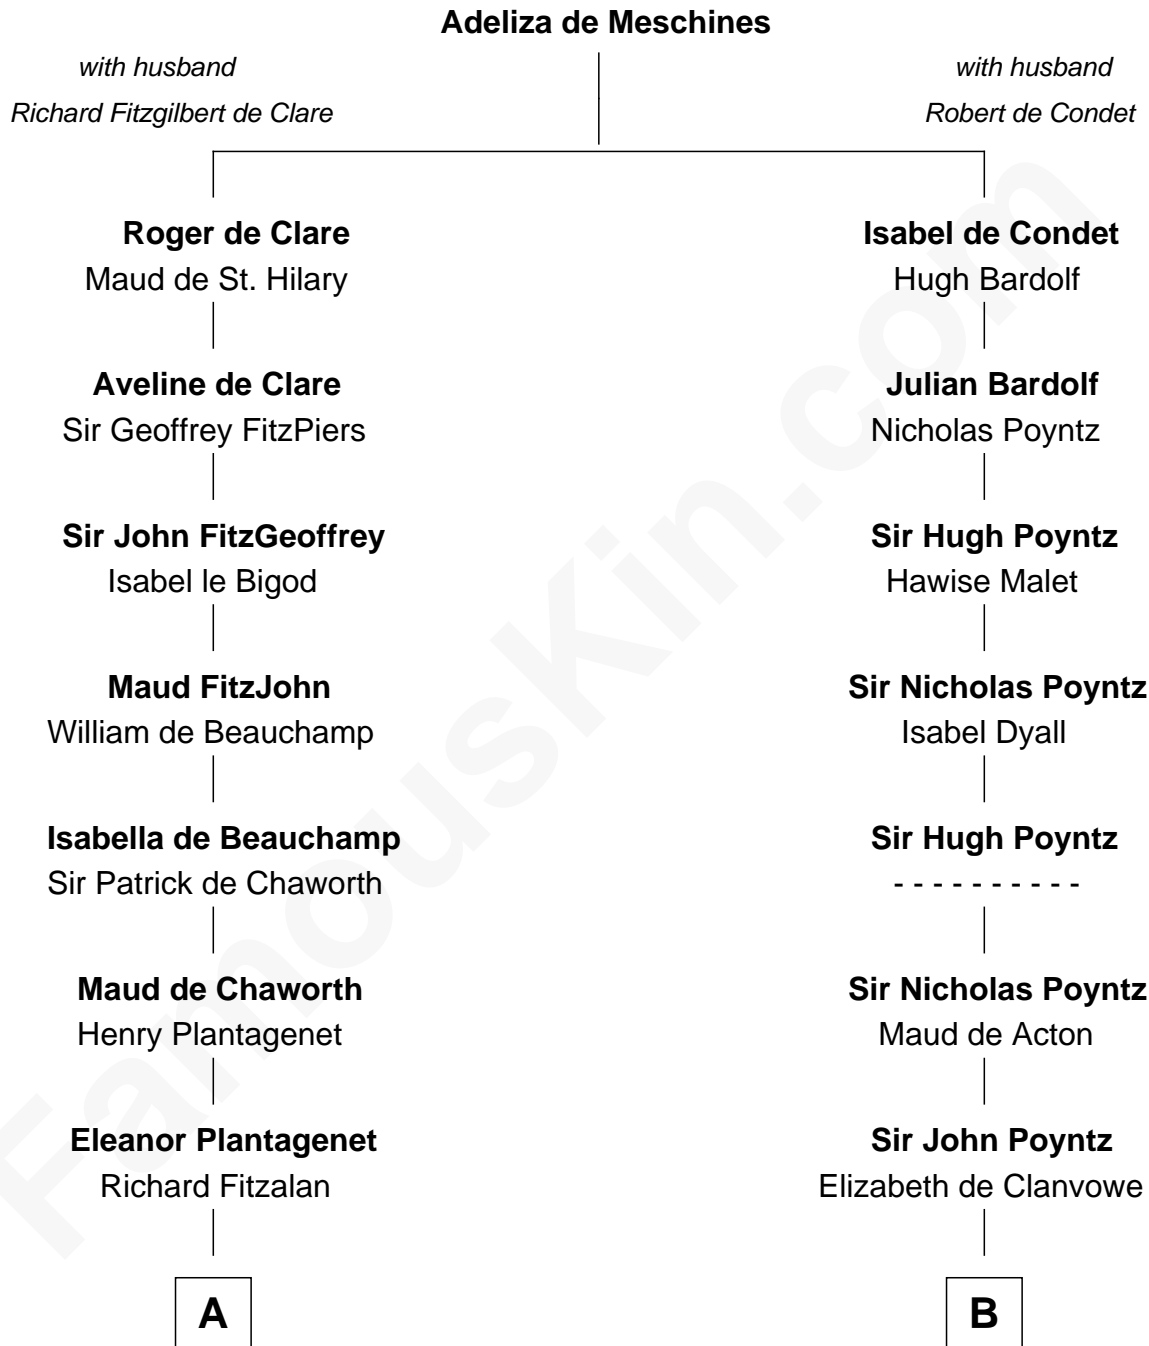 Adeliza de Meschines
with husband
Richard Fitzgilbert de Clare
with husband
Robert de Condet
Roger de Clare
Maud de St. Hilary
Isabel de Condet
Hugh Bardolf
Aveline de Clare
Sir Geoffrey FitzPiers
Julian Bardolf
Nicholas Poyntz
Sir John FitzGeoffrey
Isabel le Bigod
Sir Hugh Poyntz
Hawise Malet
Maud FitzJohn
William de Beauchamp
Sir Nicholas Poyntz
Isabel Dyall
Isabella de Beauchamp
Sir Patrick de Chaworth
Sir Hugh Poyntz
- - - - - - - - - -
Maud de Chaworth
Henry Plantagenet
Sir Nicholas Poyntz
Maud de Acton
Eleanor Plantagenet
Richard Fitzalan
Sir John Poyntz
Elizabeth de Clanvowe
A
B
FamousKin.com